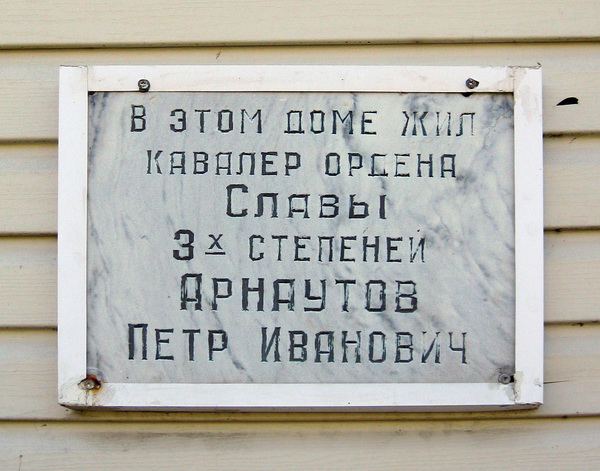 В ЭТОМ ДОМЕ ЖИЛ
КАВАЛЕР ОРДЕНА
СЛАВЫ
3х СТЕПЕНЕЙ
АРНАУТОВ
ПЕТР ИВАНОВИЧ